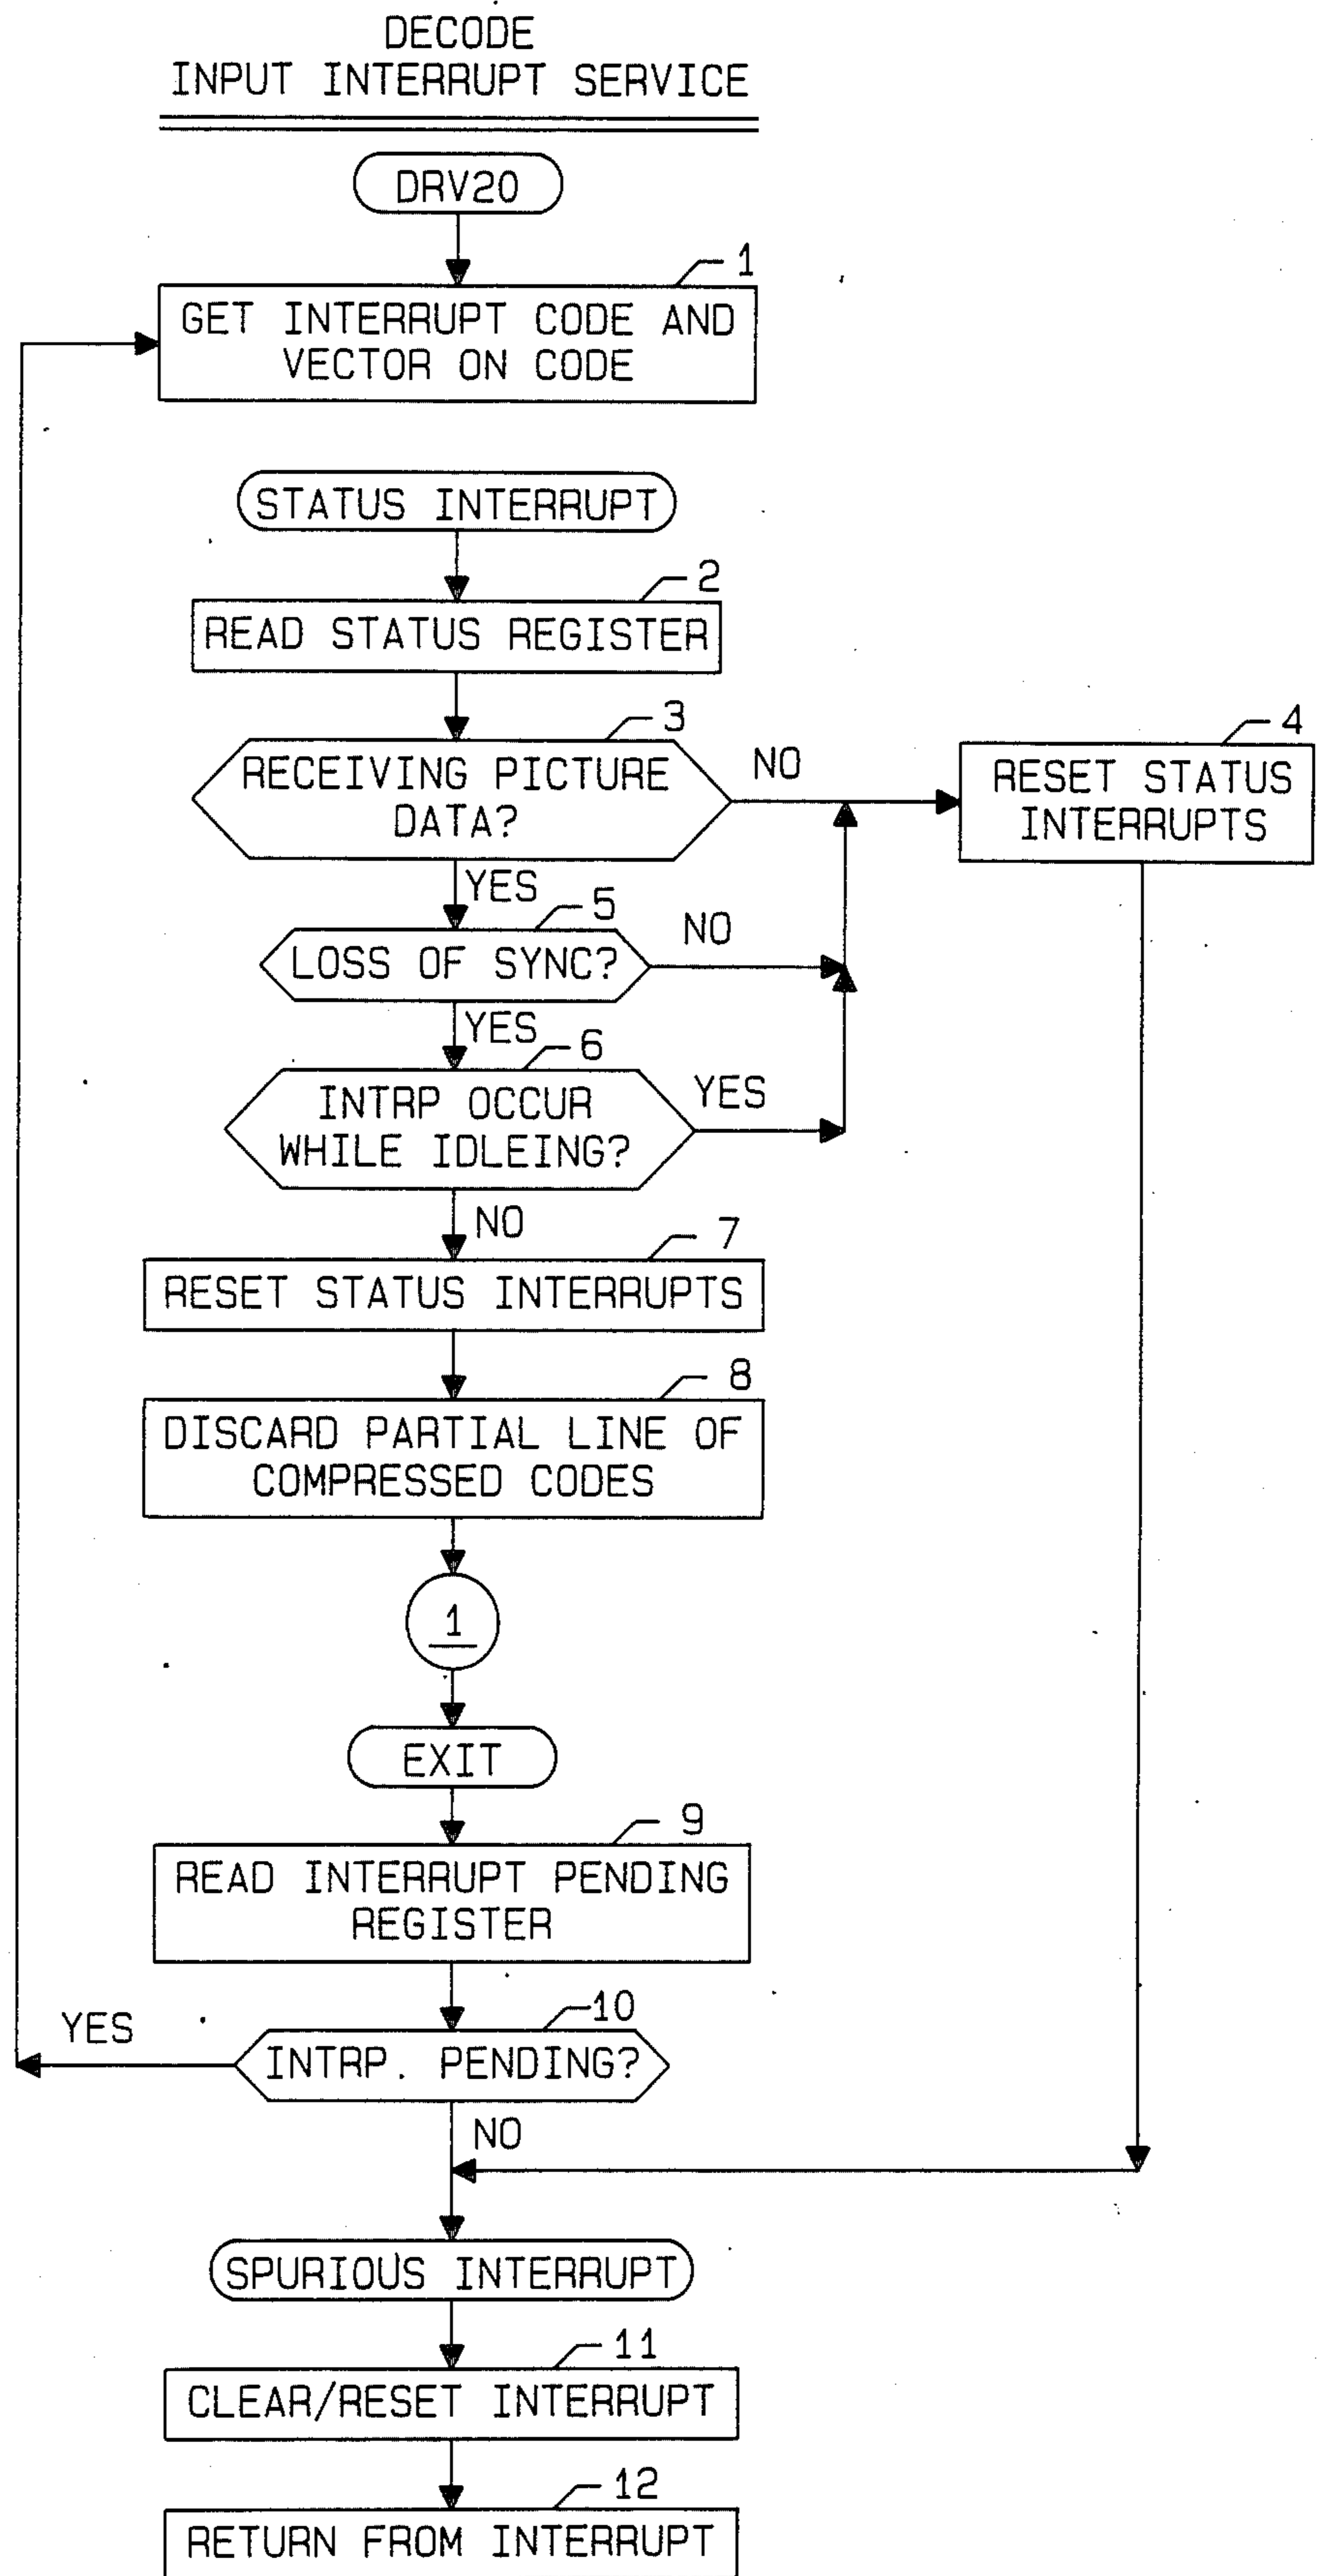 DECODE
INPUT INTERRUPT SERVICE
DRV20
1
GET INTERRUPT CODE AND
VECTOR ON CODE
STATUS INTERRUPT
2
READ STATUS REGISTER
3
RECEIVING PICTURE
DATA?
NO
4
RESET STATUS
INTERRUPTS
YES
5
LOSS OF SYNC?
NO
YES
6
INTRP OCCUR
WHILE IDLEING?
YES
NO
7
RESET STATUS INTERRUPTS
8
DISCARD PARTIAL LINE OF
COMPRESSED CODES
1
EXIT
9
READ INTERRUPT PENDING
REGISTER
10
INTRP. PENDING?
YES
NO
SPURIOUS INTERRUPT
11
CLEAR/RESET INTERRUPT
12
RETURN FROM INTERRUPT